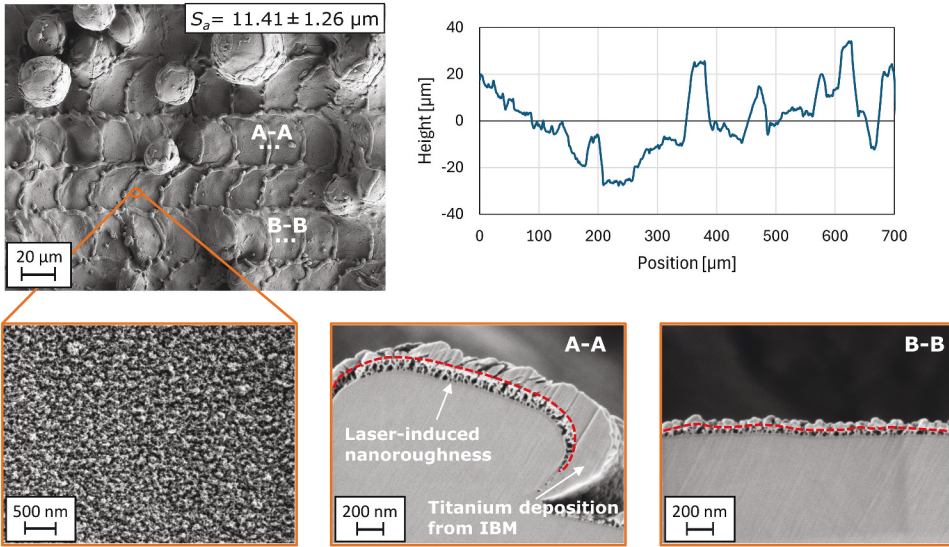 Sₐ= 11.41 ± 1.26 µm
A-A
...
B-B
...
20 µm
Height [µm]
40
20
0
-20
-40
0 100 200 300 400 500 600 700
Position [µm]
500 nm
A-A
Laser-induced
nanoroughness
Titanium deposition
from IBM
200 nm
B-B
200 nm